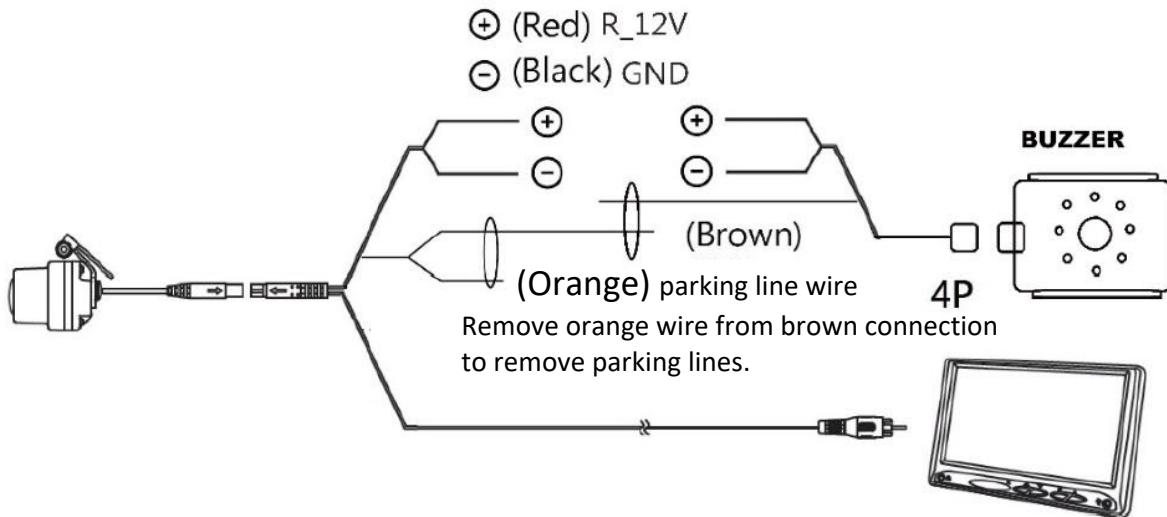 ⊕ (Red) R_12V
⊖ (Black) GND
BUZZER
(Brown)
4P
(Orange) parking line wire
Remove orange wire from brown connection
to remove parking lines.